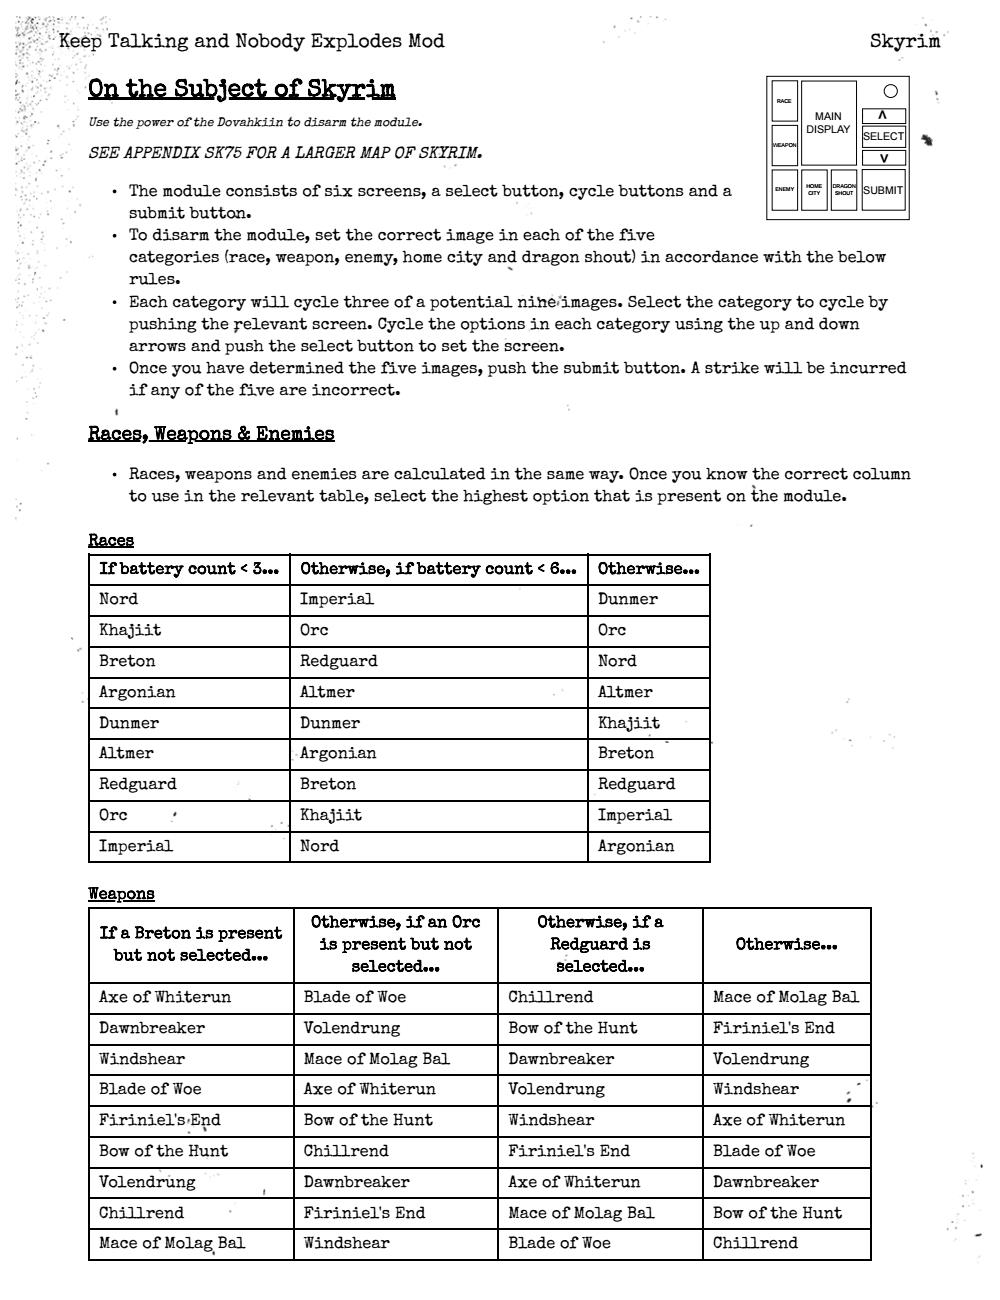 Keep Talking and Nobody Explodes Mod Skyrim
On the Subject of Skyrim
Use the power of the Dovahkiin to disarm the module.
SEE APPENDIX SK75 FOR A LARGER MAP OF SKYRIM.
RACE
WEAPON
ENEMY
MAIN
DISPLAY
HOME
CITY
DRAGON
SHOUT
Λ
SELECT
V
SUBMIT
• The module consists of six screens, a select button, cycle buttons and a
submit button.
• To disarm the module, set the correct image in each of the five
categories (race, weapon, enemy, home city and dragon shout) in accordance with the below
rules.
• Each category will cycle three of a potential nine images. Select the category to cycle by
pushing the relevant screen. Cycle the options in each category using the up and down
arrows and push the select button to set the screen.
• Once you have determined the five images, push the submit button. A strike will be incurred
if any of the five are incorrect.
Races, Weapons & Enemies
• Races, weapons and enemies are calculated in the same way. Once you know the correct column
to use in the relevant table, select the highest option that is present on the module.
Races
If battery count < 3... Otherwise, if battery count < 6... Otherwise...
Nord Imperial Dunmer
Khajiit Orc Orc
Breton Redguard Nord
Argonian Altmer Altmer
Dunmer Dunmer Khajiit
Altmer Argonian Breton
Redguard Breton Redguard
Orc Khajiit Imperial
Imperial Nord Argonian
Weapons
If a Breton is present
but not selected...
Otherwise, if an Orc
is present but not
selected...
Otherwise, if a
Redguard is
selected...
Otherwise...
Axe of Whiterun Blade of Woe Chillrend Mace of Molag Bal
Dawnbreaker Volendrung Bow of the Hunt Firiniel's End
Windshear Mace of Molag Bal Dawnbreaker Volendrung
Blade of Woe Axe of Whiterun Volendrung Windshear
Firiniel's End Bow of the Hunt Windshear Axe of Whiterun
Bow of the Hunt Chillrend Firiniel's End Blade of Woe
Volendrung Dawnbreaker Axe of Whiterun Dawnbreaker
Chillrend Firiniel's End Mace of Molag Bal Bow of the Hunt
Mace of Molag Bal Windshear Blade of Woe Chillrend